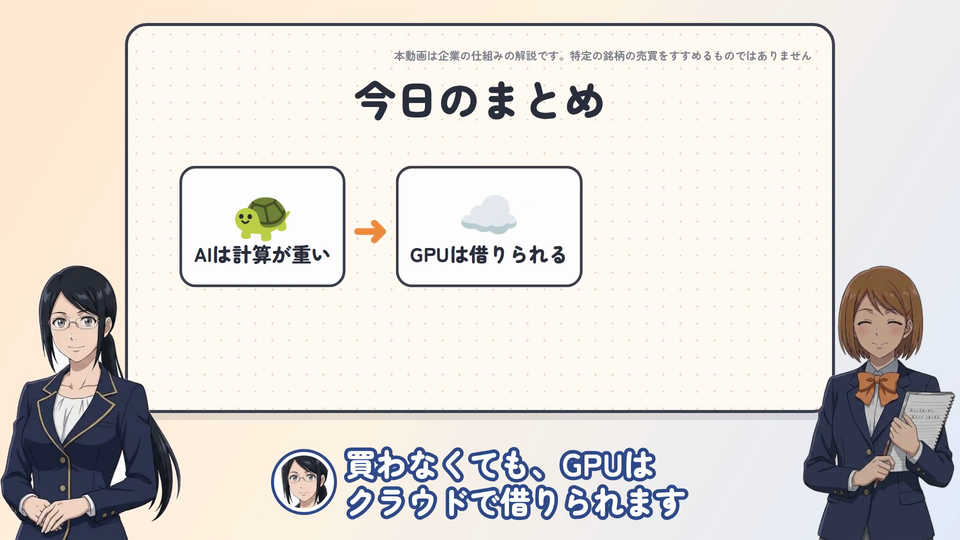 本動画は企業の仕組みの解説です。特定の銘柄の売買をすすめるものではありません
今日のまとめ
AIは計算が重い
GPUは借りられる
買わなくても、GPUは
クラウドで借りられます